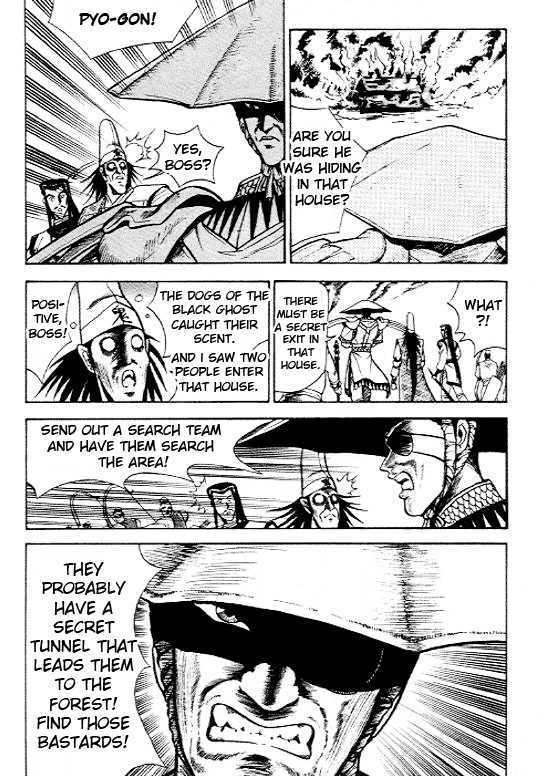 PYO-GON!
YES,
BOSS?
ARE YOU
SURE HE
WAS HIDING
IN THAT
HOUSE?
POSI-
TIVE,
BOSS!
THE DOGS OF THE
BLACK GHOST
CAUGHT THEIR
SCENT.
AND I SAW TWO
PEOPLE ENTER
THAT HOUSE.
THERE
MUST BE
A SECRET
EXIT IN
THAT
HOUSE.
WHAT
?!
SEND OUT A SEARCH TEAM
AND HAVE THEM SEARCH
THE AREA!
THEY
PROBABLY
HAVE A
SECRET
TUNNEL THAT
LEADS THEM
TO THE
FOREST!
FIND THOSE
BASTARDS!